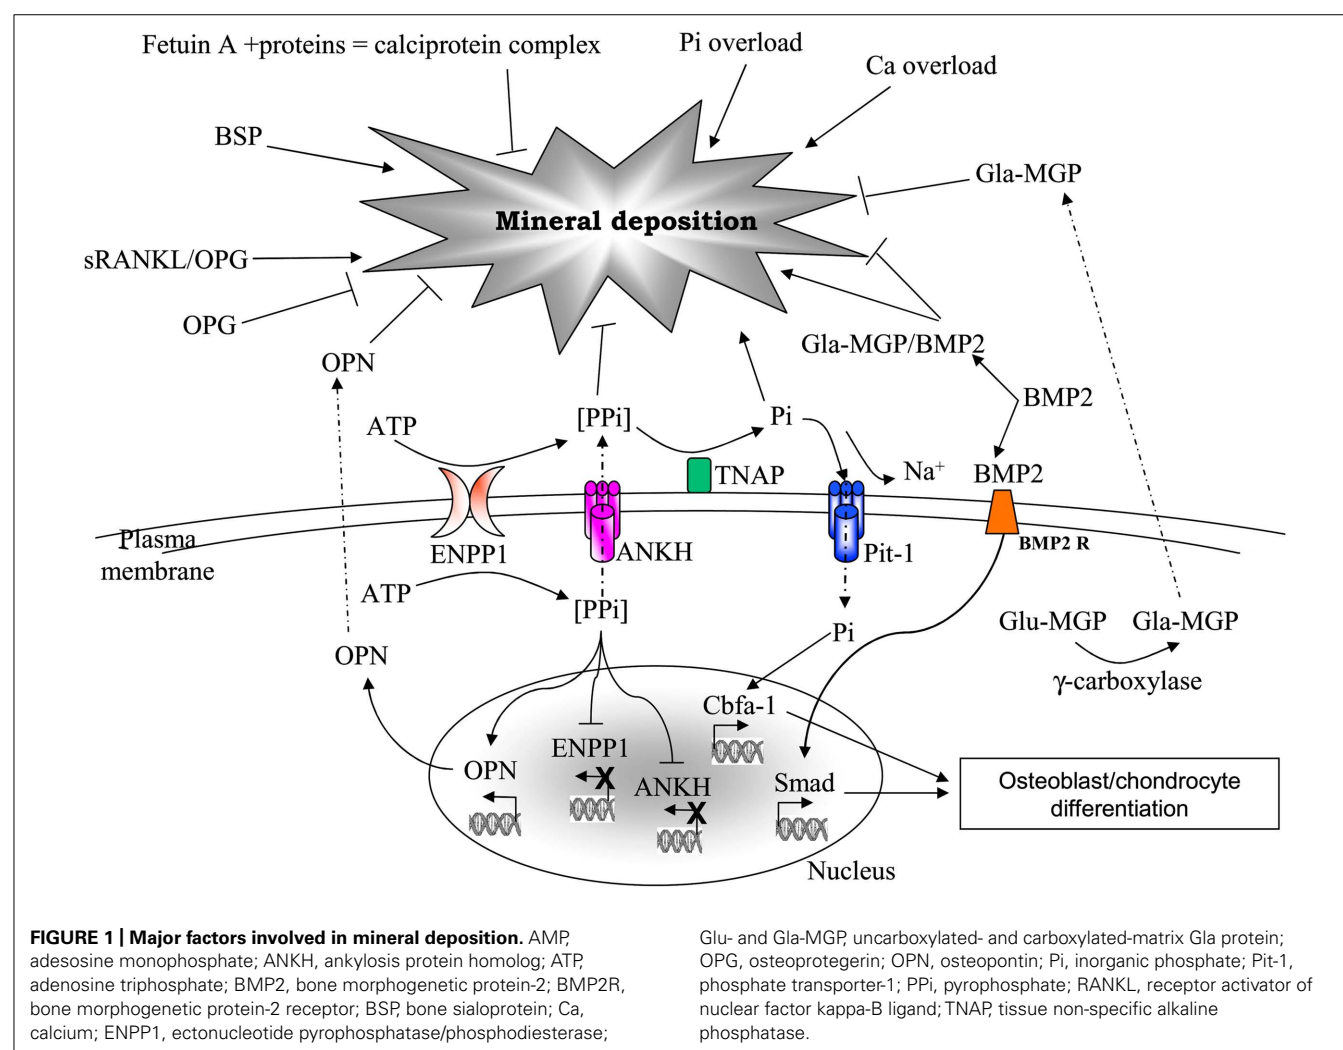 Fetuin A +proteins = calciprotein complex
Pi overload
Ca overload
BSP
Gla-MGP
Mineral deposition
sRANKL/OPG
OPG
OPN
Gla-MGP/BMP2
BMP2
ATP
[PPi]
Pi
TNAP
Na+
BMP2
Plasma
membrane
ENPP1
ANKH
Pit-1
BMP2 R
ATP
[PPi]
Pi
Glu-MGP
Gla-MGP
γ-carboxylase
OPN
Cbfa-1
ENPP1
X
OPN
ANKH
X
Smad
Osteoblast/chondrocyte
differentiation
Nucleus
FIGURE 1 | Major factors involved in mineral deposition. AMP,
adesosine monophosphate; ANKH, ankylosis protein homolog; ATP,
adenosine triphosphate; BMP2, bone morphogenetic protein-2; BMP2R,
bone morphogenetic protein-2 receptor; BSP, bone sialoprotein; Ca,
calcium; ENPP1, ectonucleotide pyrophosphatase/phosphodiesterase;
Glu- and Gla-MGP, uncarboxylated- and carboxylated-matrix Gla protein;
OPG, osteoprotegerin; OPN, osteopontin; Pi, inorganic phosphate; Pit-1,
phosphate transporter-1; PPi, pyrophosphate; RANKL, receptor activator of
nuclear factor kappa-B ligand; TNAP, tissue non-specific alkaline
phosphatase.